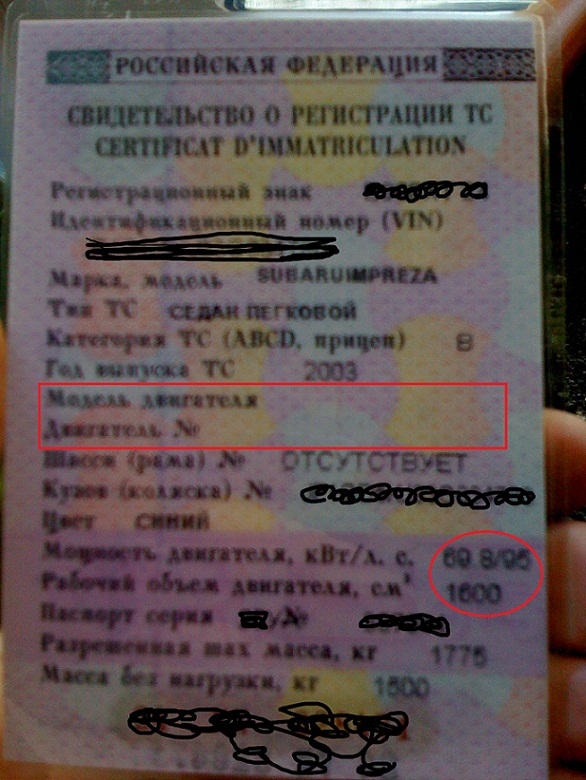 РОССИЙСКАЯ ФЕДЕРАЦИЯ
СВИДЕТЕЛЬСТВО О РЕГИСТРАЦИИ ТС
CERTIFICAT D'IMMATRICULATION
Регистрационный знак
Идентификационный номер (VIN)
Марка, модель SUBARUIMPREZA
Тип ТС СЕДАН ЛЕГКОВОЙ
Категория ТС (ABCD, прицеп) B
Год выпуска ТС 2003
Модель двигателя
Двигатель №
Шасси (рама) № ОТСУТСТВУЕТ
Кузов (коляска) №
Цвет СИНИЙ
Мощность двигателя, кВт/л. с. 69.8/95
Рабочий объем двигателя, см³ 1600
Паспорт серия №
Разрешенная max масса, кг 1775
Масса без нагрузки, кг